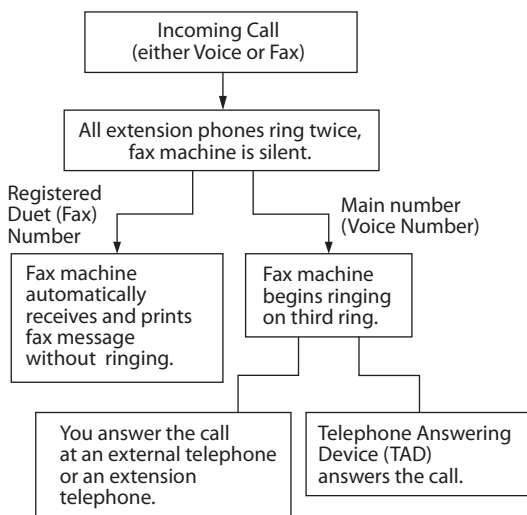 Incoming Call
(either Voice or Fax)
All extension phones ring twice,
fax machine is silent.
Registered
Duet (Fax)
Number
Main number
(Voice Number)
Fax machine
automatically
receives and prints
fax message
without ringing.
Fax machine
begins ringing
on third ring.
You answer the call
at an external telephone
or an extension
telephone.
Telephone Answering
Device (TAD)
answers the call.